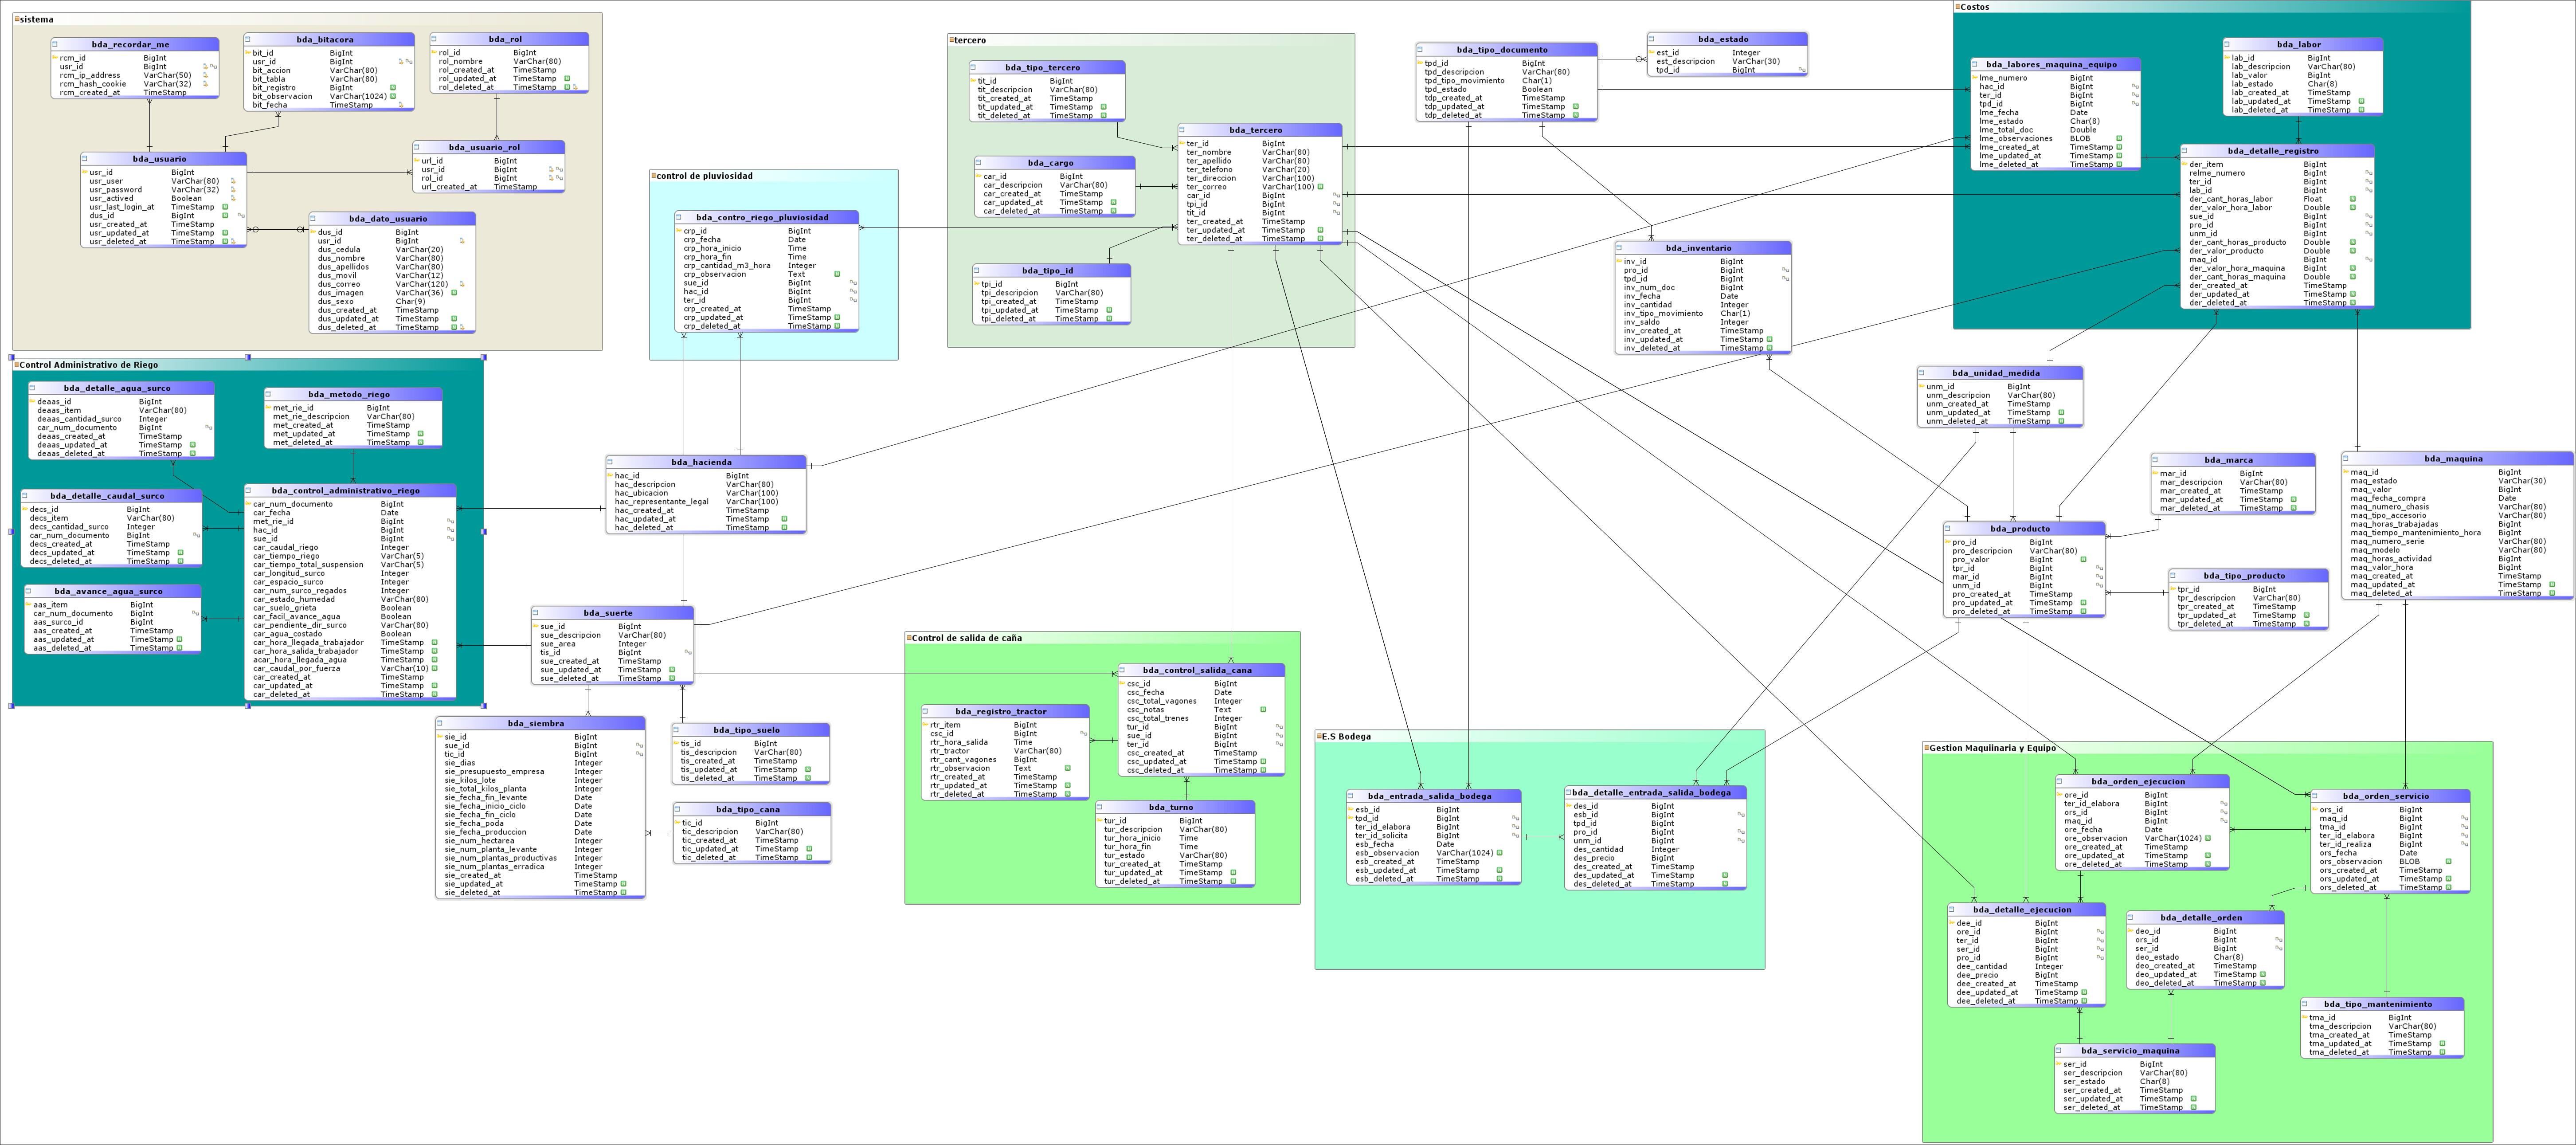 sistema
bda_recordar_me
rcm_id BigInt
usr_id BigInt
rcm_ip_address VarChar(50)
rcm_hash_cookie VarChar(32)
rcm_created_at TimeStamp
bda_bitacora
bit_id BigInt
usr_id BigInt
bit_accion VarChar(80)
bit_tabla VarChar(80)
bit_registro BigInt
bit_observacion VarChar(1024)
bit_fecha TimeStamp
bda_rol
rol_id BigInt
rol_nombre VarChar(80)
rol_created_at TimeStamp
rol_updated_at TimeStamp
rol_deleted_at TimeStamp
bda_usuario
usr_id BigInt
usr_user VarChar(80)
usr_password VarChar(32)
usr_actived Boolean
usr_last_login_at TimeStamp
dus_id BigInt
usr_created_at TimeStamp
usr_updated_at TimeStamp
usr_deleted_at TimeStamp
bda_usuario_rol
url_id BigInt
usr_id BigInt
rol_id BigInt
url_created_at TimeStamp
bda_dato_usuario
dus_id BigInt
usr_id BigInt
dus_cedula VarChar(20)
dus_nombre VarChar(80)
dus_apellidos VarChar(80)
dus_movil VarChar(12)
dus_correo VarChar(120)
dus_imagen VarChar(36)
dus_sexo Char(9)
dus_created_at TimeStamp
dus_updated_at TimeStamp
dus_deleted_at TimeStamp
control de pluviosidad
bda_contro_riego_pluviosidad
crp_id BigInt
crp_fecha Date
crp_hora_inicio Time
crp_hora_fin Time
crp_cantidad_m3_hora Integer
crp_observacion Text
sue_id BigInt
hac_id BigInt
ter_id BigInt
crp_created_at TimeStamp
crp_updated_at TimeStamp
crp_deleted_at TimeStamp
tercero
bda_tipo_tercero
tit_id BigInt
tit_descripcion VarChar(80)
tit_created_at TimeStamp
tit_updated_at TimeStamp
tit_deleted_at TimeStamp
bda_cargo
car_id BigInt
car_descripcion VarChar(80)
car_created_at TimeStamp
car_updated_at TimeStamp
car_deleted_at TimeStamp
bda_tipo_id
tpi_id BigInt
tpi_descripcion VarChar(80)
tpi_created_at TimeStamp
tpi_updated_at TimeStamp
tpi_deleted_at TimeStamp
bda_tercero
ter_id BigInt
ter_nombre VarChar(80)
ter_apellido VarChar(80)
ter_telefono VarChar(20)
ter_direccion VarChar(100)
ter_correo VarChar(100)
car_id BigInt
tpi_id BigInt
tit_id BigInt
ter_created_at TimeStamp
ter_updated_at TimeStamp
ter_deleted_at TimeStamp
bda_tipo_documento
tpd_id BigInt
tpd_descripcion VarChar(80)
tpd_tipo_movimiento Char(1)
tpd_estado Boolean
tdp_created_at TimeStamp
tdp_updated_at TimeStamp
tdp_deleted_at TimeStamp
bda_estado
est_id Integer
est_descripcion VarChar(30)
tpd_id BigInt
bda_inventario
inv_id BigInt
pro_id BigInt
tpd_id BigInt
inv_num_doc BigInt
inv_fecha Date
inv_cantidad Integer
inv_tipo_movimiento Char(1)
inv_saldo Integer
inv_created_at TimeStamp
inv_updated_at TimeStamp
inv_deleted_at TimeStamp
Costos
bda_labores_maquina_equipo
lme_numero BigInt
hac_id BigInt
ter_id BigInt
tpd_id BigInt
lme_fecha Date
lme_estado Char(8)
lme_total_doc Double
lme_observaciones BLOB
lme_created_at TimeStamp
lme_updated_at TimeStamp
lme_deleted_at TimeStamp
bda_labor
lab_id BigInt
lab_descripcion VarChar(80)
lab_valor BigInt
lab_estado Char(8)
lab_created_at TimeStamp
lab_updated_at TimeStamp
lab_deleted_at TimeStamp
bda_detalle_registro
der_item BigInt
relme_numero BigInt
ter_id BigInt
lab_id BigInt
der_cant_horas_labor Float
der_valor_hora_labor Double
sue_id BigInt
pro_id BigInt
unm_id BigInt
der_cant_horas_producto Double
der_valor_producto Double
maq_id BigInt
der_valor_hora_maquina BigInt
der_cant_horas_maquina Double
der_created_at TimeStamp
der_updated_at TimeStamp
der_deleted_at TimeStamp
Control Administrativo de Riego
bda_detalle_agua_surco
deaas_id BigInt
deaas_item VarChar(80)
deaas_cantidad_surco Integer
car_num_documento BigInt
deaas_created_at TimeStamp
deaas_updated_at TimeStamp
deaas_deleted_at TimeStamp
bda_metodo_riego
met_rie_id BigInt
met_rie_descripcion VarChar(80)
met_created_at TimeStamp
met_updated_at TimeStamp
met_deleted_at TimeStamp
bda_detalle_caudal_surco
decs_id BigInt
decs_item VarChar(80)
decs_cantidad_surco Integer
car_num_documento BigInt
decs_created_at TimeStamp
decs_updated_at TimeStamp
decs_deleted_at TimeStamp
bda_avance_agua_surco
aas_item BigInt
car_num_documento BigInt
aas_surco_id BigInt
aas_created_at TimeStamp
aas_updated_at TimeStamp
aas_deleted_at TimeStamp
bda_control_administrativo_riego
car_num_documento BigInt
car_fecha Date
met_rie_id BigInt
hac_id BigInt
sue_id BigInt
car_caudal_riego Integer
car_tiempo_riego VarChar(5)
car_tiempo_total_suspension VarChar(5)
car_longitud_surco Integer
car_espacio_surco Integer
car_num_surco_regados Integer
car_estado_humedad VarChar(80)
car_suelo_grieta Boolean
car_facil_avance_agua Boolean
car_pendiente_dir_surco VarChar(80)
car_agua_costado Boolean
car_hora_llegada_trabajador TimeStamp
car_hora_salida_trabajador TimeStamp
acar_hora_llegada_agua TimeStamp
car_caudal_por_fuerza VarChar(10)
car_created_at TimeStamp
car_updated_at TimeStamp
car_deleted_at TimeStamp
bda_hacienda
hac_id BigInt
hac_descripcion VarChar(80)
hac_ubicacion VarChar(100)
hac_representante_legal VarChar(100)
hac_created_at TimeStamp
hac_updated_at TimeStamp
hac_deleted_at TimeStamp
bda_suerte
sue_id BigInt
sue_descripcion VarChar(80)
sue_area Integer
tis_id BigInt
sue_created_at TimeStamp
sue_updated_at TimeStamp
sue_deleted_at TimeStamp
bda_siembra
sie_id BigInt
sue_id BigInt
tic_id BigInt
sie_dias Integer
sie_presupuesto_empresa Integer
sie_kilos_lote Integer
sie_total_kilos_planta Integer
sie_fecha_fin_levante Date
sie_fecha_inicio_ciclo Date
sie_fecha_fin_ciclo Date
sie_fecha_poda Date
sie_fecha_produccion Date
sie_num_hectarea Integer
sie_num_planta_levante Integer
sie_num_plantas_productivas Integer
sie_num_plantas_erradica Integer
sie_created_at TimeStamp
sie_updated_at TimeStamp
sie_deleted_at TimeStamp
bda_tipo_suelo
tis_id BigInt
tis_descripcion VarChar(80)
tis_created_at TimeStamp
tis_updated_at TimeStamp
tis_deleted_at TimeStamp
bda_tipo_cana
tic_id BigInt
tic_descripcion VarChar(80)
tic_created_at TimeStamp
tic_updated_at TimeStamp
tic_deleted_at TimeStamp
Control de salida de caña
bda_registro_tractor
rtr_item BigInt
csc_id BigInt
rtr_hora_salida Time
rtr_tractor VarChar(80)
rtr_cant_vagones BigInt
rtr_observacion Text
rtr_created_at TimeStamp
rtr_updated_at TimeStamp
rtr_deleted_at TimeStamp
bda_control_salida_cana
csc_id BigInt
csc_fecha Date
csc_total_vagones Integer
csc_notas Text
csc_total_trenes Integer
tur_id BigInt
sue_id BigInt
ter_id BigInt
csc_created_at TimeStamp
csc_updated_at TimeStamp
csc_deleted_at TimeStamp
bda_turno
tur_id BigInt
tur_descripcion VarChar(80)
tur_hora_inicio Time
tur_hora_fin Time
tur_estado VarChar(80)
tur_created_at TimeStamp
tur_updated_at TimeStamp
tur_deleted_at TimeStamp
E.S Bodega
bda_entrada_salida_bodega
esb_id BigInt
tpd_id BigInt
ter_id_elabora BigInt
ter_id_solicita BigInt
esb_fecha Date
esb_observacion VarChar(1024)
esb_created_at TimeStamp
esb_updated_at TimeStamp
esb_deleted_at TimeStamp
bda_detalle_entrada_salida_bodega
des_id BigInt
esb_id BigInt
tpd_id BigInt
pro_id BigInt
unm_id BigInt
des_cantidad Integer
des_precio BigInt
des_created_at TimeStamp
des_updated_at TimeStamp
des_deleted_at TimeStamp
bda_unidad_medida
unm_id BigInt
unm_descripcion VarChar(80)
unm_created_at TimeStamp
unm_updated_at TimeStamp
unm_deleted_at TimeStamp
bda_producto
pro_id BigInt
pro_descripcion VarChar(80)
pro_valor BigInt
tpr_id BigInt
mar_id BigInt
unm_id BigInt
pro_created_at TimeStamp
pro_updated_at TimeStamp
pro_deleted_at TimeStamp
bda_marca
mar_id BigInt
mar_descripcion VarChar(80)
mar_created_at TimeStamp
mar_updated_at TimeStamp
mar_deleted_at TimeStamp
bda_tipo_producto
tpr_id BigInt
tpr_descripcion VarChar(80)
tpr_created_at TimeStamp
tpr_updated_at TimeStamp
tpr_deleted_at TimeStamp
bda_maquina
maq_id BigInt
maq_estado VarChar(30)
maq_valor BigInt
maq_fecha_compra Date
maq_numero_chasis VarChar(80)
maq_tipo_accesorio VarChar(80)
maq_horas_trabajadas BigInt
maq_tiempo_mantenimiento_hora BigInt
maq_numero_serie VarChar(80)
maq_modelo VarChar(80)
maq_horas_actividad BigInt
maq_valor_hora BigInt
maq_created_at TimeStamp
maq_updated_at TimeStamp
maq_deleted_at TimeStamp
Gestion Maquiinaria y Equipo
bda_orden_ejecucion
ore_id BigInt
ter_id_elabora BigInt
ors_id BigInt
maq_id BigInt
ore_fecha Date
ore_observacion VarChar(1024)
ore_created_at TimeStamp
ore_updated_at TimeStamp
ore_deleted_at TimeStamp
bda_orden_servicio
ors_id BigInt
maq_id BigInt
tma_id BigInt
ter_id_elabora BigInt
ter_id_realiza BigInt
ors_fecha Date
ors_observacion BLOB
ors_created_at TimeStamp
ors_updated_at TimeStamp
ors_deleted_at TimeStamp
bda_detalle_ejecucion
dee_id BigInt
ore_id BigInt
ter_id BigInt
ser_id BigInt
pro_id BigInt
dee_cantidad Integer
dee_precio BigInt
dee_created_at TimeStamp
dee_updated_at TimeStamp
dee_deleted_at TimeStamp
bda_detalle_orden
deo_id BigInt
ors_id BigInt
ser_id BigInt
deo_estado Char(8)
deo_created_at TimeStamp
deo_updated_at TimeStamp
deo_deleted_at TimeStamp
bda_tipo_mantenimiento
tma_id BigInt
tma_descripcion VarChar(80)
tma_created_at TimeStamp
tma_updated_at TimeStamp
tma_deleted_at TimeStamp
bda_servicio_maquina
ser_id BigInt
ser_descripcion VarChar(80)
ser_estado Char(8)
ser_created_at TimeStamp
ser_updated_at TimeStamp
ser_deleted_at TimeStamp